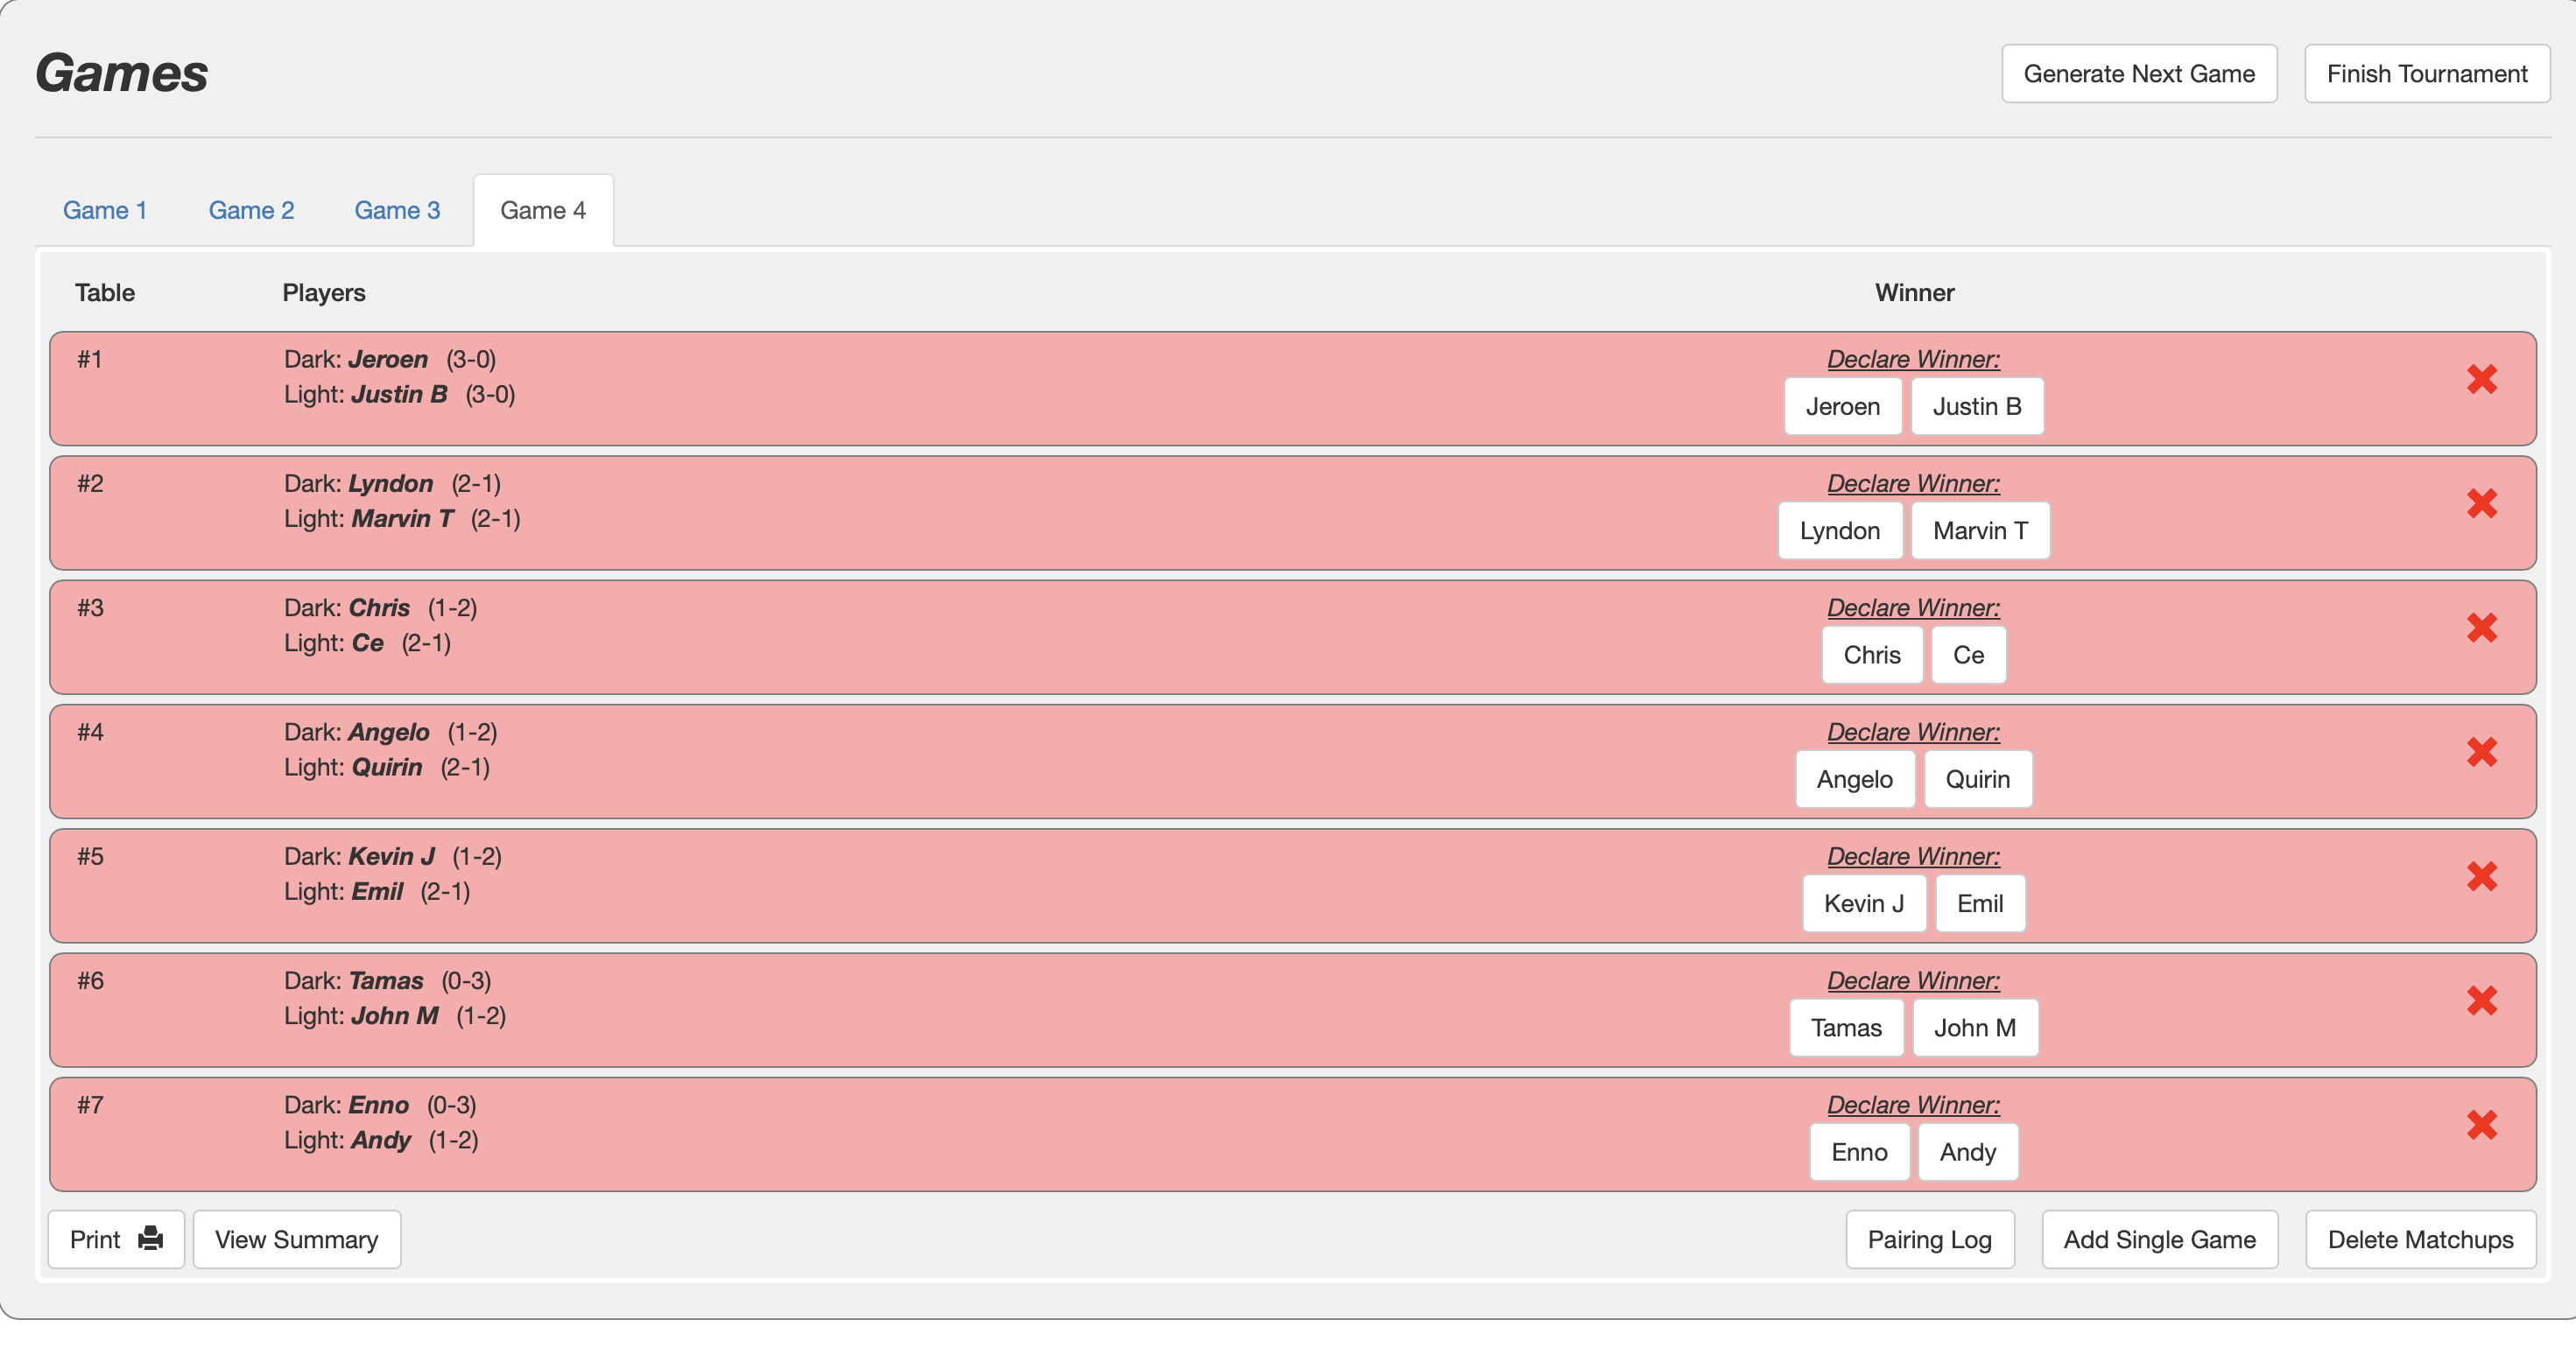 Games
Generate Next Game
Finish Tournament
Game 1
Game 2
Game 3
Game 4
Table
Players
Winner
#1
Dark: Jeroen (3-0)
Light: Justin B (3-0)
Declare Winner:
Jeroen
Justin B
#2
Dark: Lyndon (2-1)
Light: Marvin T (2-1)
Declare Winner:
Lyndon
Marvin T
#3
Dark: Chris (1-2)
Light: Ce (2-1)
Declare Winner:
Chris
Ce
#4
Dark: Angelo (1-2)
Light: Quirin (2-1)
Declare Winner:
Angelo
Quirin
#5
Dark: Kevin J (1-2)
Light: Emil (2-1)
Declare Winner:
Kevin J
Emil
#6
Dark: Tamas (0-3)
Light: John M (1-2)
Declare Winner:
Tamas
John M
#7
Dark: Enno (0-3)
Light: Andy (1-2)
Declare Winner:
Enno
Andy
Print
View Summary
Pairing Log
Add Single Game
Delete Matchups